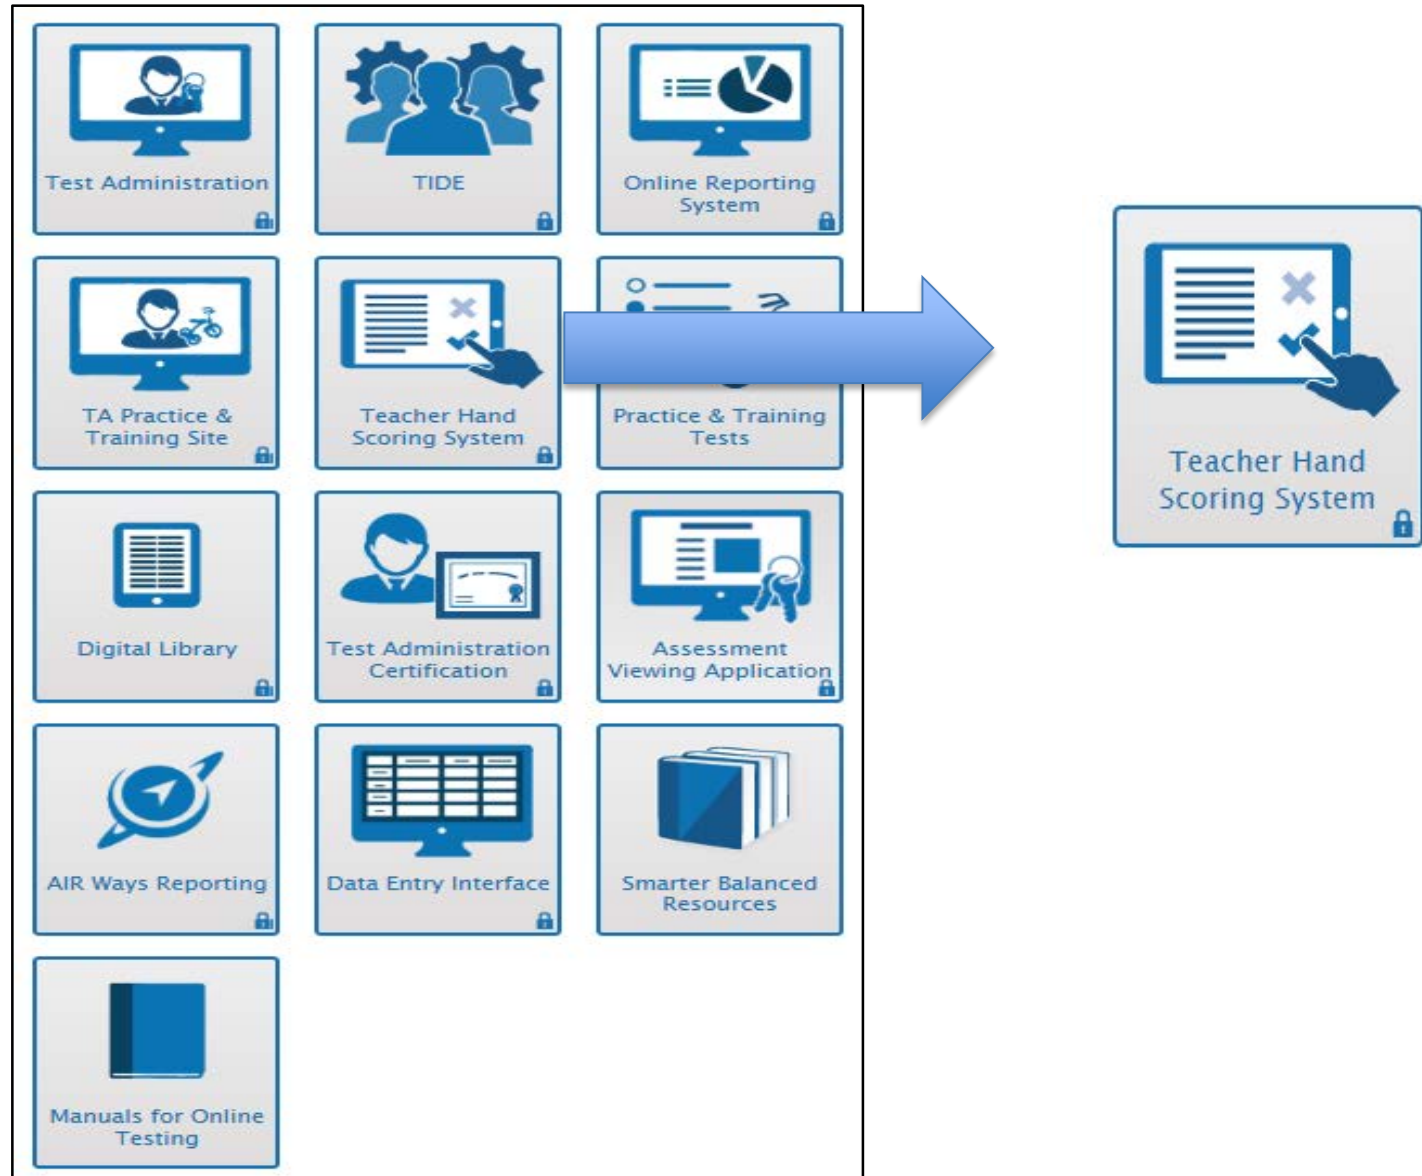 Test Administration
TIDE
Online Reporting
System
TA Practice &
Training Site
Teacher Hand
Scoring System
Practice & Training
Tests
Digital Library
Test Administration
Certification
Assessment
Viewing Application
AIR Ways Reporting
Data Entry Interface
Smarter Balanced
Resources
Manuals for Online
Testing
Teacher Hand
Scoring System